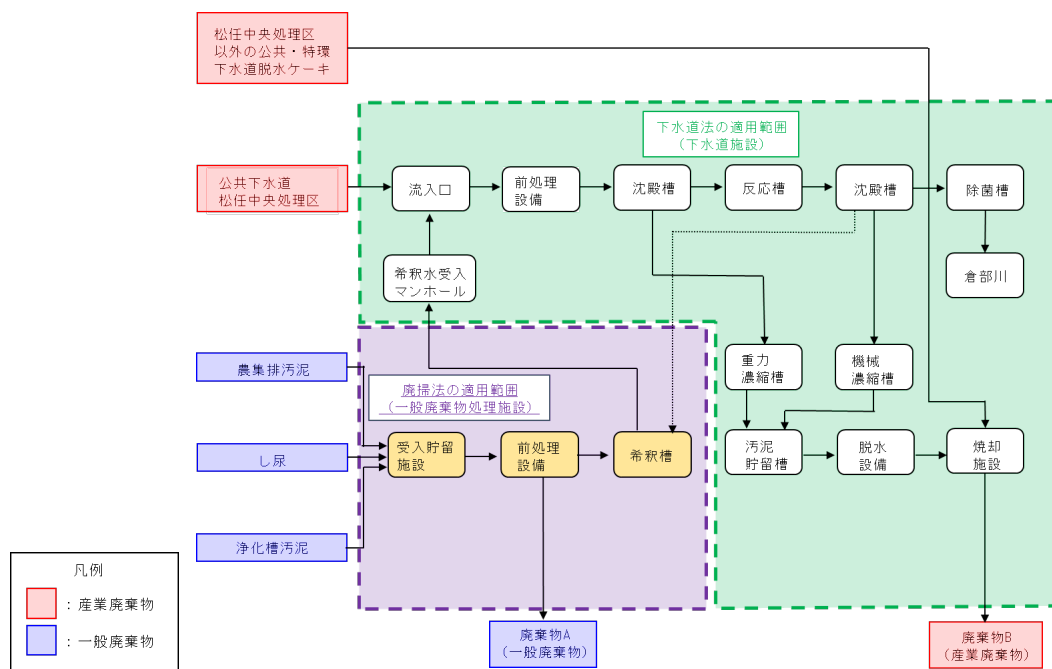 松任中央処理区
以外の公共・特環
下水道脱水ケーキ
下水道法の適用範囲
（下水道施設）
公共下水道
松任中央処理区
流入口
前処理
設備
沈殿槽
反応槽
沈殿槽
除菌槽
希釈水受入
マンホール
倉部川
農集排汚泥
廃掃法の適用範囲
（一般廃棄物処理施設）
重力
濃縮槽
機械
濃縮槽
し尿
受入貯留
施設
前処理
設備
希釈槽
汚泥
貯留槽
脱水
設備
焼却
施設
浄化槽汚泥
凡例
：産業廃棄物
：一般廃棄物
廃棄物A
（一般廃棄物）
廃棄物B
（産業廃棄物）